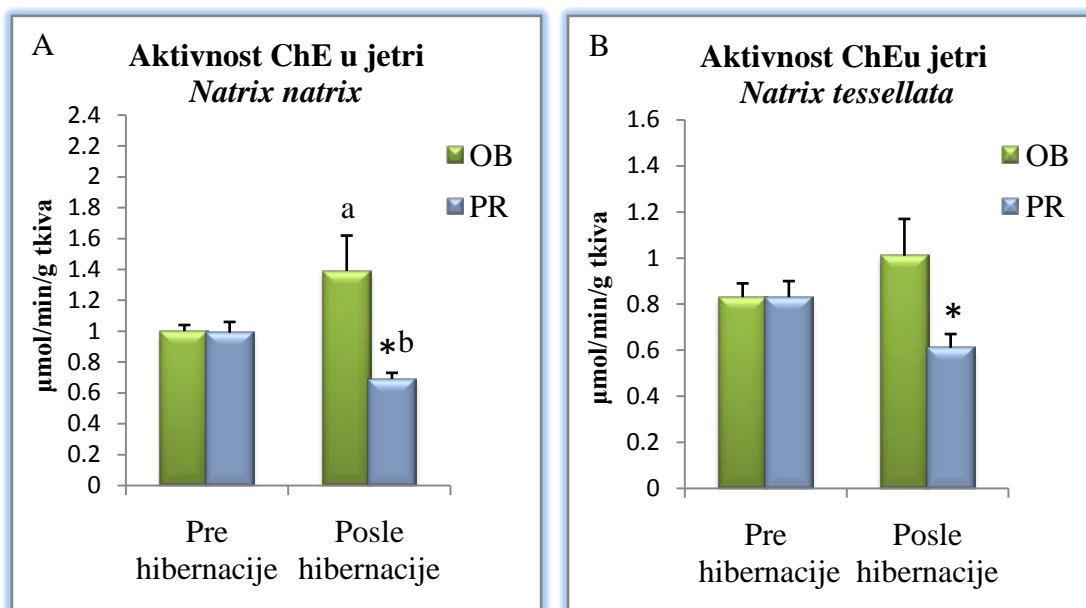 A
Aktivnost ChE u jetri
Natrix natrix
2.4
2.2
2
1.8
1.6
1.4
1.2
1
0.8
0.6
0.4
0.2
0
µmol/min/g tkiva
OB
PR
a
*b
Pre
hibernacije
Posle
hibernacije
B
Aktivnost ChEu jetri
Natrix tessellata
1.6
1.4
1.2
1
0.8
0.6
0.4
0.2
0
µmol/min/g tkiva
OB
PR
*
Pre
hibernacije
Posle
hibernacije